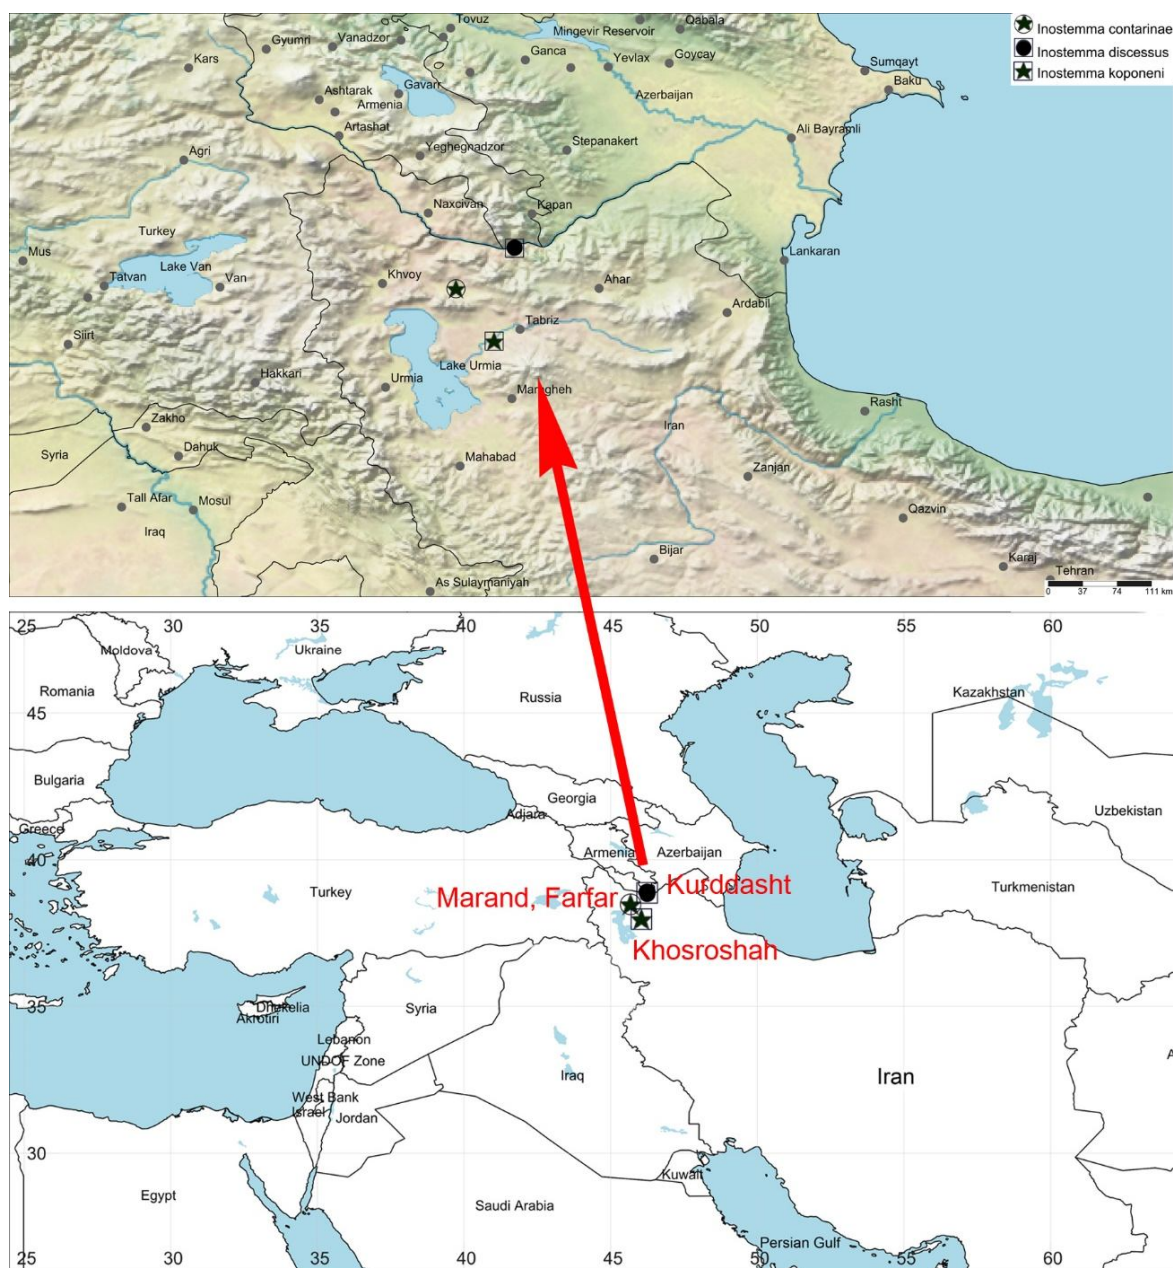 Tovuz
Qabala
Inostemma contarinae
Gyumri
Vanadzor
Mingevir Reservoir
Inostemma discessus
Kars
Ganca
Yevlax
Goycay
Inostemma koponeni
Sumqayt
Ashtarak
Gavarr
Armenia
Azerbaijan
Baku
Artashat
Ali Bayramli
Agri
Yeghegnadzor
Stepanakert
Naxcivan
Kapan
Mus
Turkey
Lake Van
Lankaran
Tatvan
Van
Khvoy
Ahar
Ardabil
Siirt
Tabriz
Lake Urmia
Hakkari
Urmia
Maragheh
Zakho
Rasht
Syria
Dahuk
Iran
Mahabad
Zanjan
Tall Afar
Mosul
Qazvin
Iraq
Bijar
Karaj
As Sulaymaniyah
Tehran
0 37 74 111 km
25 30 35 40 45 50 55 60
Moldova
Ukraine
Romania
Russia
Kazakhstan
45
Bulgaria
Georgia
Uzbekistan
Adjara
Greece
40
Armenia
Azerbaijan
Turkey
Marand, Farfar
Kurddasht
Turkmenistan
Khosroshah
35
Dhekelia
Akrotiri
Syria
Lebanon
UNDOF Zone
Iraq
Iran
A
West Bank
Israel
Jordan
30
Kuwait
Egypt
Saudi Arabia
Persian Gulf
25 30 35 40 45 50 55 60